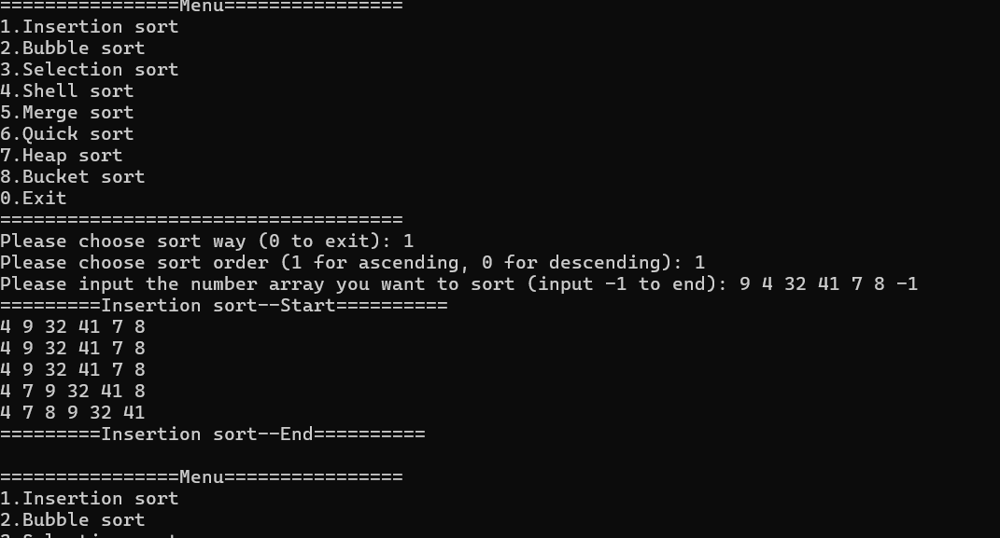 ================Menu================
1.Insertion sort
2.Bubble sort
3.Selection sort
4.Shell sort
5.Merge sort
6.Quick sort
7.Heap sort
8.Bucket sort
0.Exit
====================================
Please choose sort way (0 to exit): 1
Please choose sort order (1 for ascending, 0 for descending): 1
Please input the number array you want to sort (input -1 to end): 9 4 32 41 7 8 -1
=========Insertion sort--Start==========
4 9 32 41 7 8
4 9 32 41 7 8
4 9 32 41 7 8
4 7 9 32 41 8
4 7 8 9 32 41
=========Insertion sort--End==========
================Menu================
1.Insertion sort
2.Bubble sort
3.Selection sort